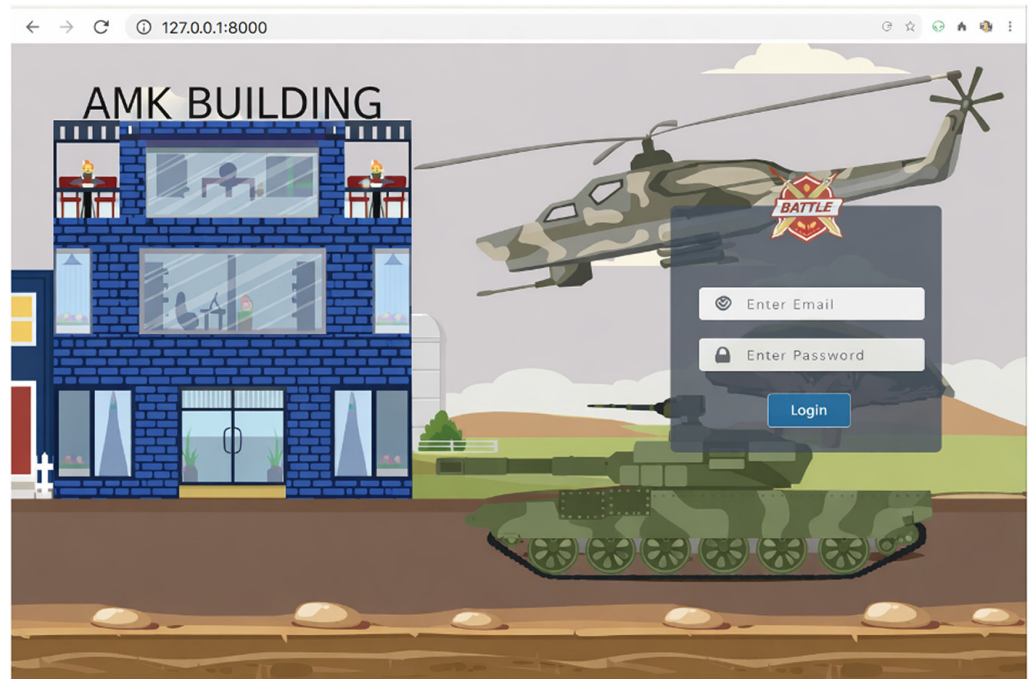 127.0.0.1:8000
AMK BUILDING
BATTLE
Enter Email
Enter Password
Login